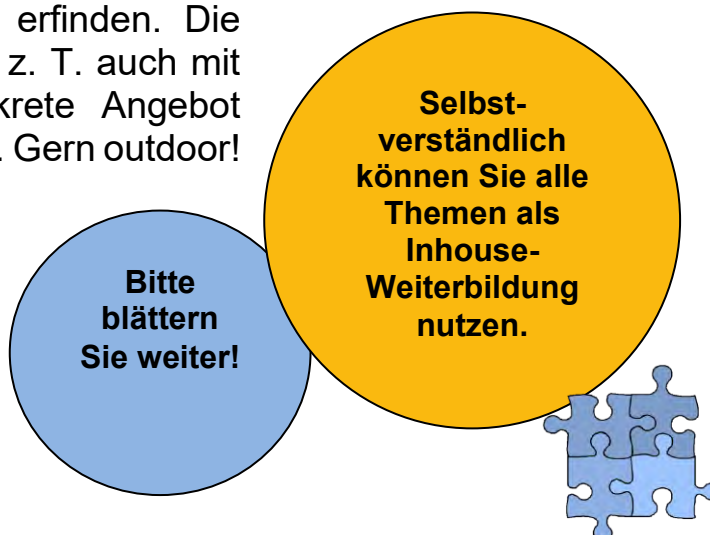 erfinden. Die
z. T. auch mit
krete Angebot
. Gern outdoor!
Selbst-
verständlich
können Sie alle
Themen als
Inhouse-
Weiterbildung
nutzen.
Bitte
blättern
Sie weiter!